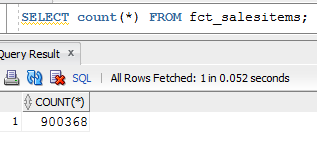 SELECT count(*) FROM fct_salesitems;
Query Result ×
SQL | All Rows Fetched: 1 in 0.052 seconds
COUNT(*)
1 900368